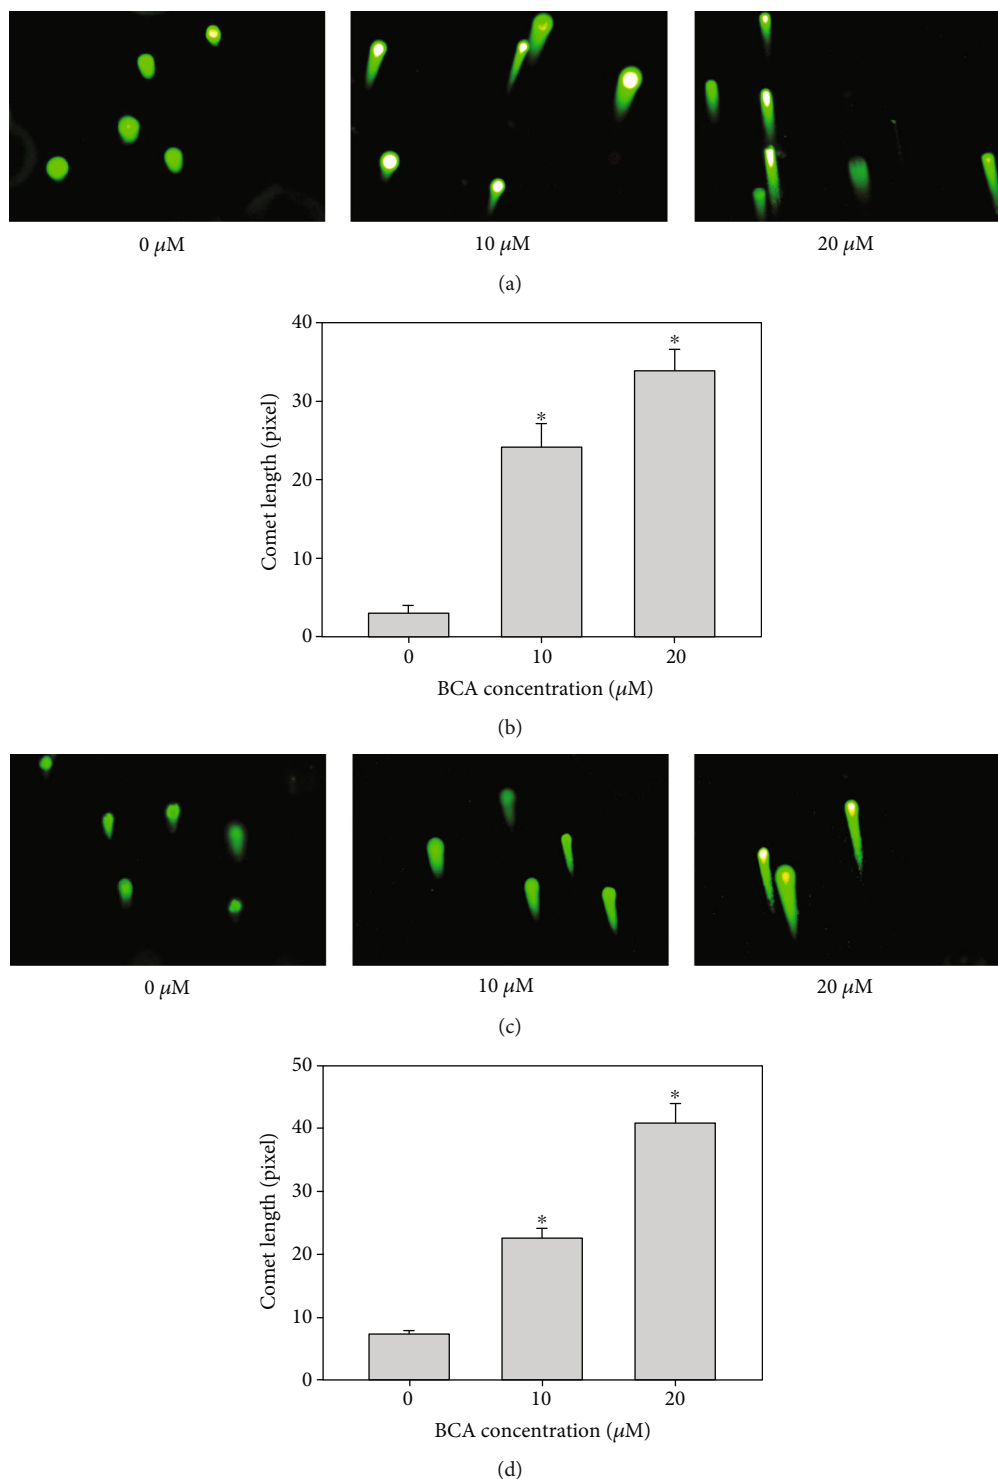 0 μM
10 μM
20 μM
(a)
40
30
20
10
0
Comet length (pixel)
*
*
0
10
20
BCA concentration (μM)
(b)
0 μM
10 μM
20 μM
(c)
50
40
30
20
10
0
Comet length (pixel)
*
*
0
10
20
BCA concentration (μM)
(d)